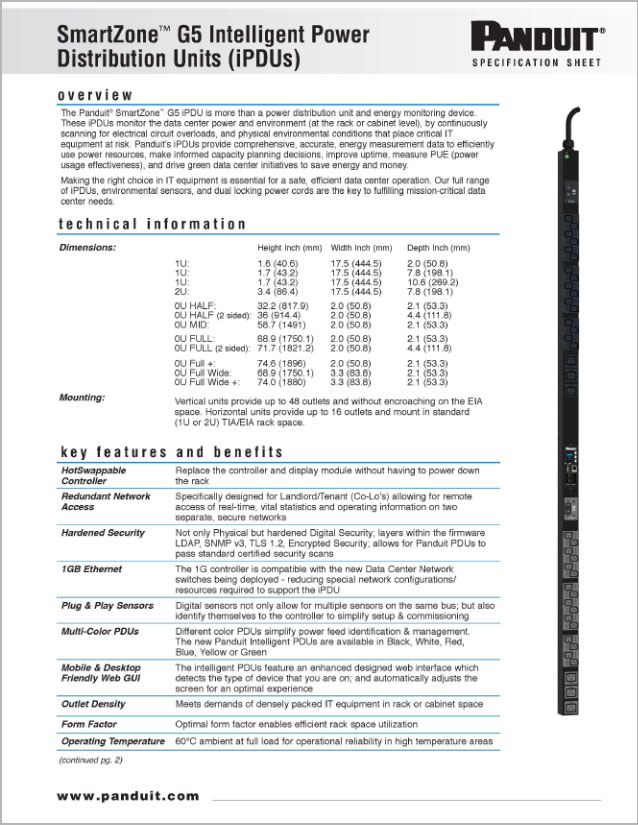 SmartZone™ G5 Intelligent Power
Distribution Units (iPDUs)
PANDUIT®
SPECIFICATION SHEET
overview
The Panduit® SmartZone™ G5 iPDU is more than a power distribution unit and energy monitoring device.
These iPDUs monitor the data center power and environment (at the rack or cabinet level), by continuously
scanning for electrical circuit overloads, and physical environmental conditions that place critical IT
equipment at risk. Panduit's iPDUs provide comprehensive, accurate, energy measurement data to efficiently
use power resources, make informed capacity planning decisions, improve uptime, measure PUE (power
usage effectiveness), and drive green data center initiatives to save energy and money.
Making the right choice in IT equipment is essential for a safe, efficient data center operation. Our full range
of iPDUs, environmental sensors, and dual locking power cords are the key to fulfilling mission-critical data
center needs.
technical information
Dimensions: Height Inch (mm) Width Inch (mm) Depth Inch (mm)
1U: 1.6 (40.6) 17.5 (444.5) 2.0 (50.8)
1U: 1.7 (43.2) 17.5 (444.5) 7.8 (198.1)
1U: 1.7 (43.2) 17.5 (444.5) 10.6 (269.2)
2U: 3.4 (86.4) 17.5 (444.5) 7.8 (198.1)
0U HALF: 32.2 (817.9) 2.0 (50.8) 2.1 (53.3)
0U HALF (2 sided): 36 (914.4) 2.0 (50.8) 4.4 (111.8)
0U MID: 58.7 (1491) 2.0 (50.8) 2.1 (53.3)
0U FULL: 68.9 (1750.1) 2.0 (50.8) 2.1 (53.3)
0U FULL (2 sided): 71.7 (1821.2) 2.0 (50.8) 4.4 (111.8)
0U Full +: 74.6 (1896) 2.0 (50.8) 2.1 (53.3)
0U Full Wide: 68.9 (1750.1) 3.3 (83.8) 2.1 (53.3)
0U Full Wide +: 74.0 (1880) 3.3 (83.8) 2.1 (53.3)
Mounting: Vertical units provide up to 48 outlets and without encroaching on the EIA
space. Horizontal units provide up to 16 outlets and mount in standard
(1U or 2U) TIA/EIA rack space.
key features and benefits
HotSwappable Replace the controller and display module without having to power down
Controller the rack
Redundant Network Specifically designed for Landlord/Tenant (Co-Lo's) allowing for remote
Access access of real-time, vital statistics and operating information on two
separate, secure networks
Hardened Security Not only Physical but hardened Digital Security; layers within the firmware
LDAP, SNMP v3, TLS 1.2, Encrypted Security; allows for Panduit PDUs to
pass standard certified security scans
1GB Ethernet The 1G controller is compatible with the new Data Center Network
switches being deployed - reducing special network configurations/
resources required to support the iPDU
Plug & Play Sensors Digital sensors not only allow for multiple sensors on the same bus; but also
identify themselves to the controller to simplify setup & commissioning
Multi-Color PDUs Different color PDUs simplify power feed identification & management.
The new Panduit Intelligent PDUs are available in Black, White, Red,
Blue, Yellow or Green
Mobile & Desktop The intelligent PDUs feature an enhanced designed web interface which
Friendly Web GUI detects the type of device that you are on; and automatically adjusts the
screen for an optimal experience
Outlet Density Meets demands of densely packed IT equipment in rack or cabinet space
Form Factor Optimal form factor enables efficient rack space utilization
Operating Temperature 60°C ambient at full load for operational reliability in high temperature areas
(continued pg. 2)
www.panduit.com